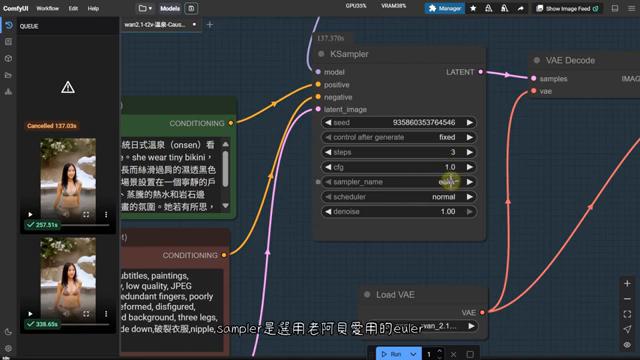 ComfyUI
Workflow
Edit
Help
Models
GPU35%
VRAM38%
Manager
Show Image Feed
QUEUE
wan2.1-t2v-溫泉-Caus...
137.370s
KSampler
model
LATENT
positive
negative
latent_image
seed 935860353764546
control after generate fixed
steps 3
cfg 1.0
sampler_name euler
scheduler normal
denoise 1.00
VAE Decode
samples
vae
IMAG
CONDITIONING
統日式溫泉（onsen）看
. she wear tiny bikini,
長而絲滑過肩的濕透黑色
場景設置在一個寧靜的戶
、蒸騰的熱水和岩石邊
畫的氛圍。她若有所思，
Cancelled 137.03s
257.51s
338.65s
CONDITIONING
subtitles, paintings,
y, low quality, JPEG
redundant fingers, poorly
eformed, disfigured,
d background, three legs,
de down,破裂衣服,nipple,
Load VAE
VAE
wan_2.1...
sampler是選用老阿貝愛用的euler
Run
1